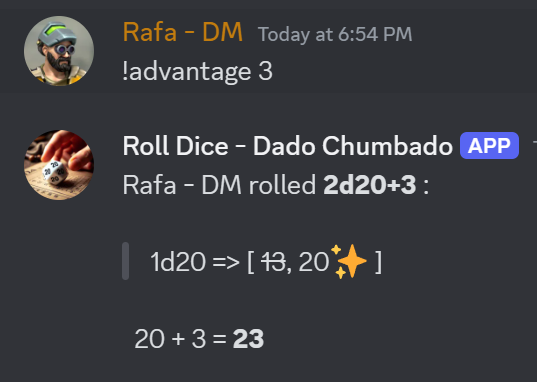 Rafa - DM Today at 6:54 PM
!advantage 3
Roll Dice - Dado Chumbado APP
Rafa - DM rolled 2d20+3 :
1d20 => [ 13, 20✨ ]
20 + 3 = 23